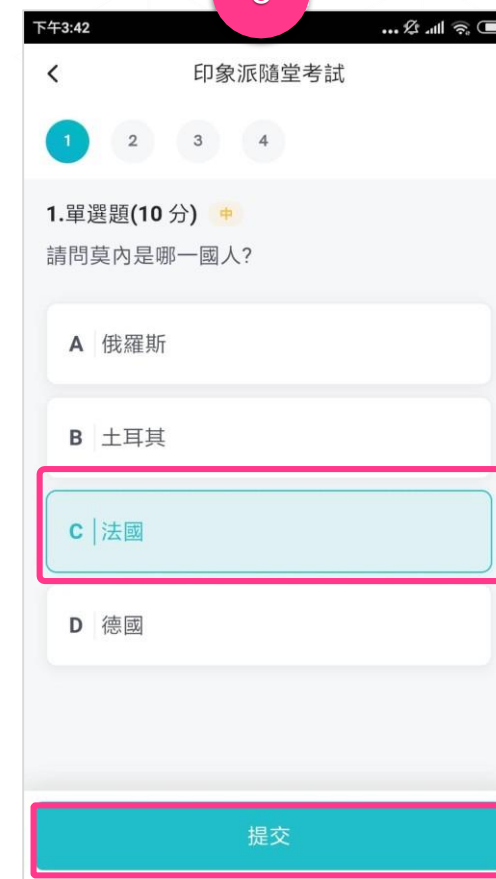 下午3:42
印象派隨堂考試
1 2 3 4
1.單選題(10 分) 中
請問莫內是哪一國人?
A 俄羅斯
B 土耳其
C 法國
D 德國
提交